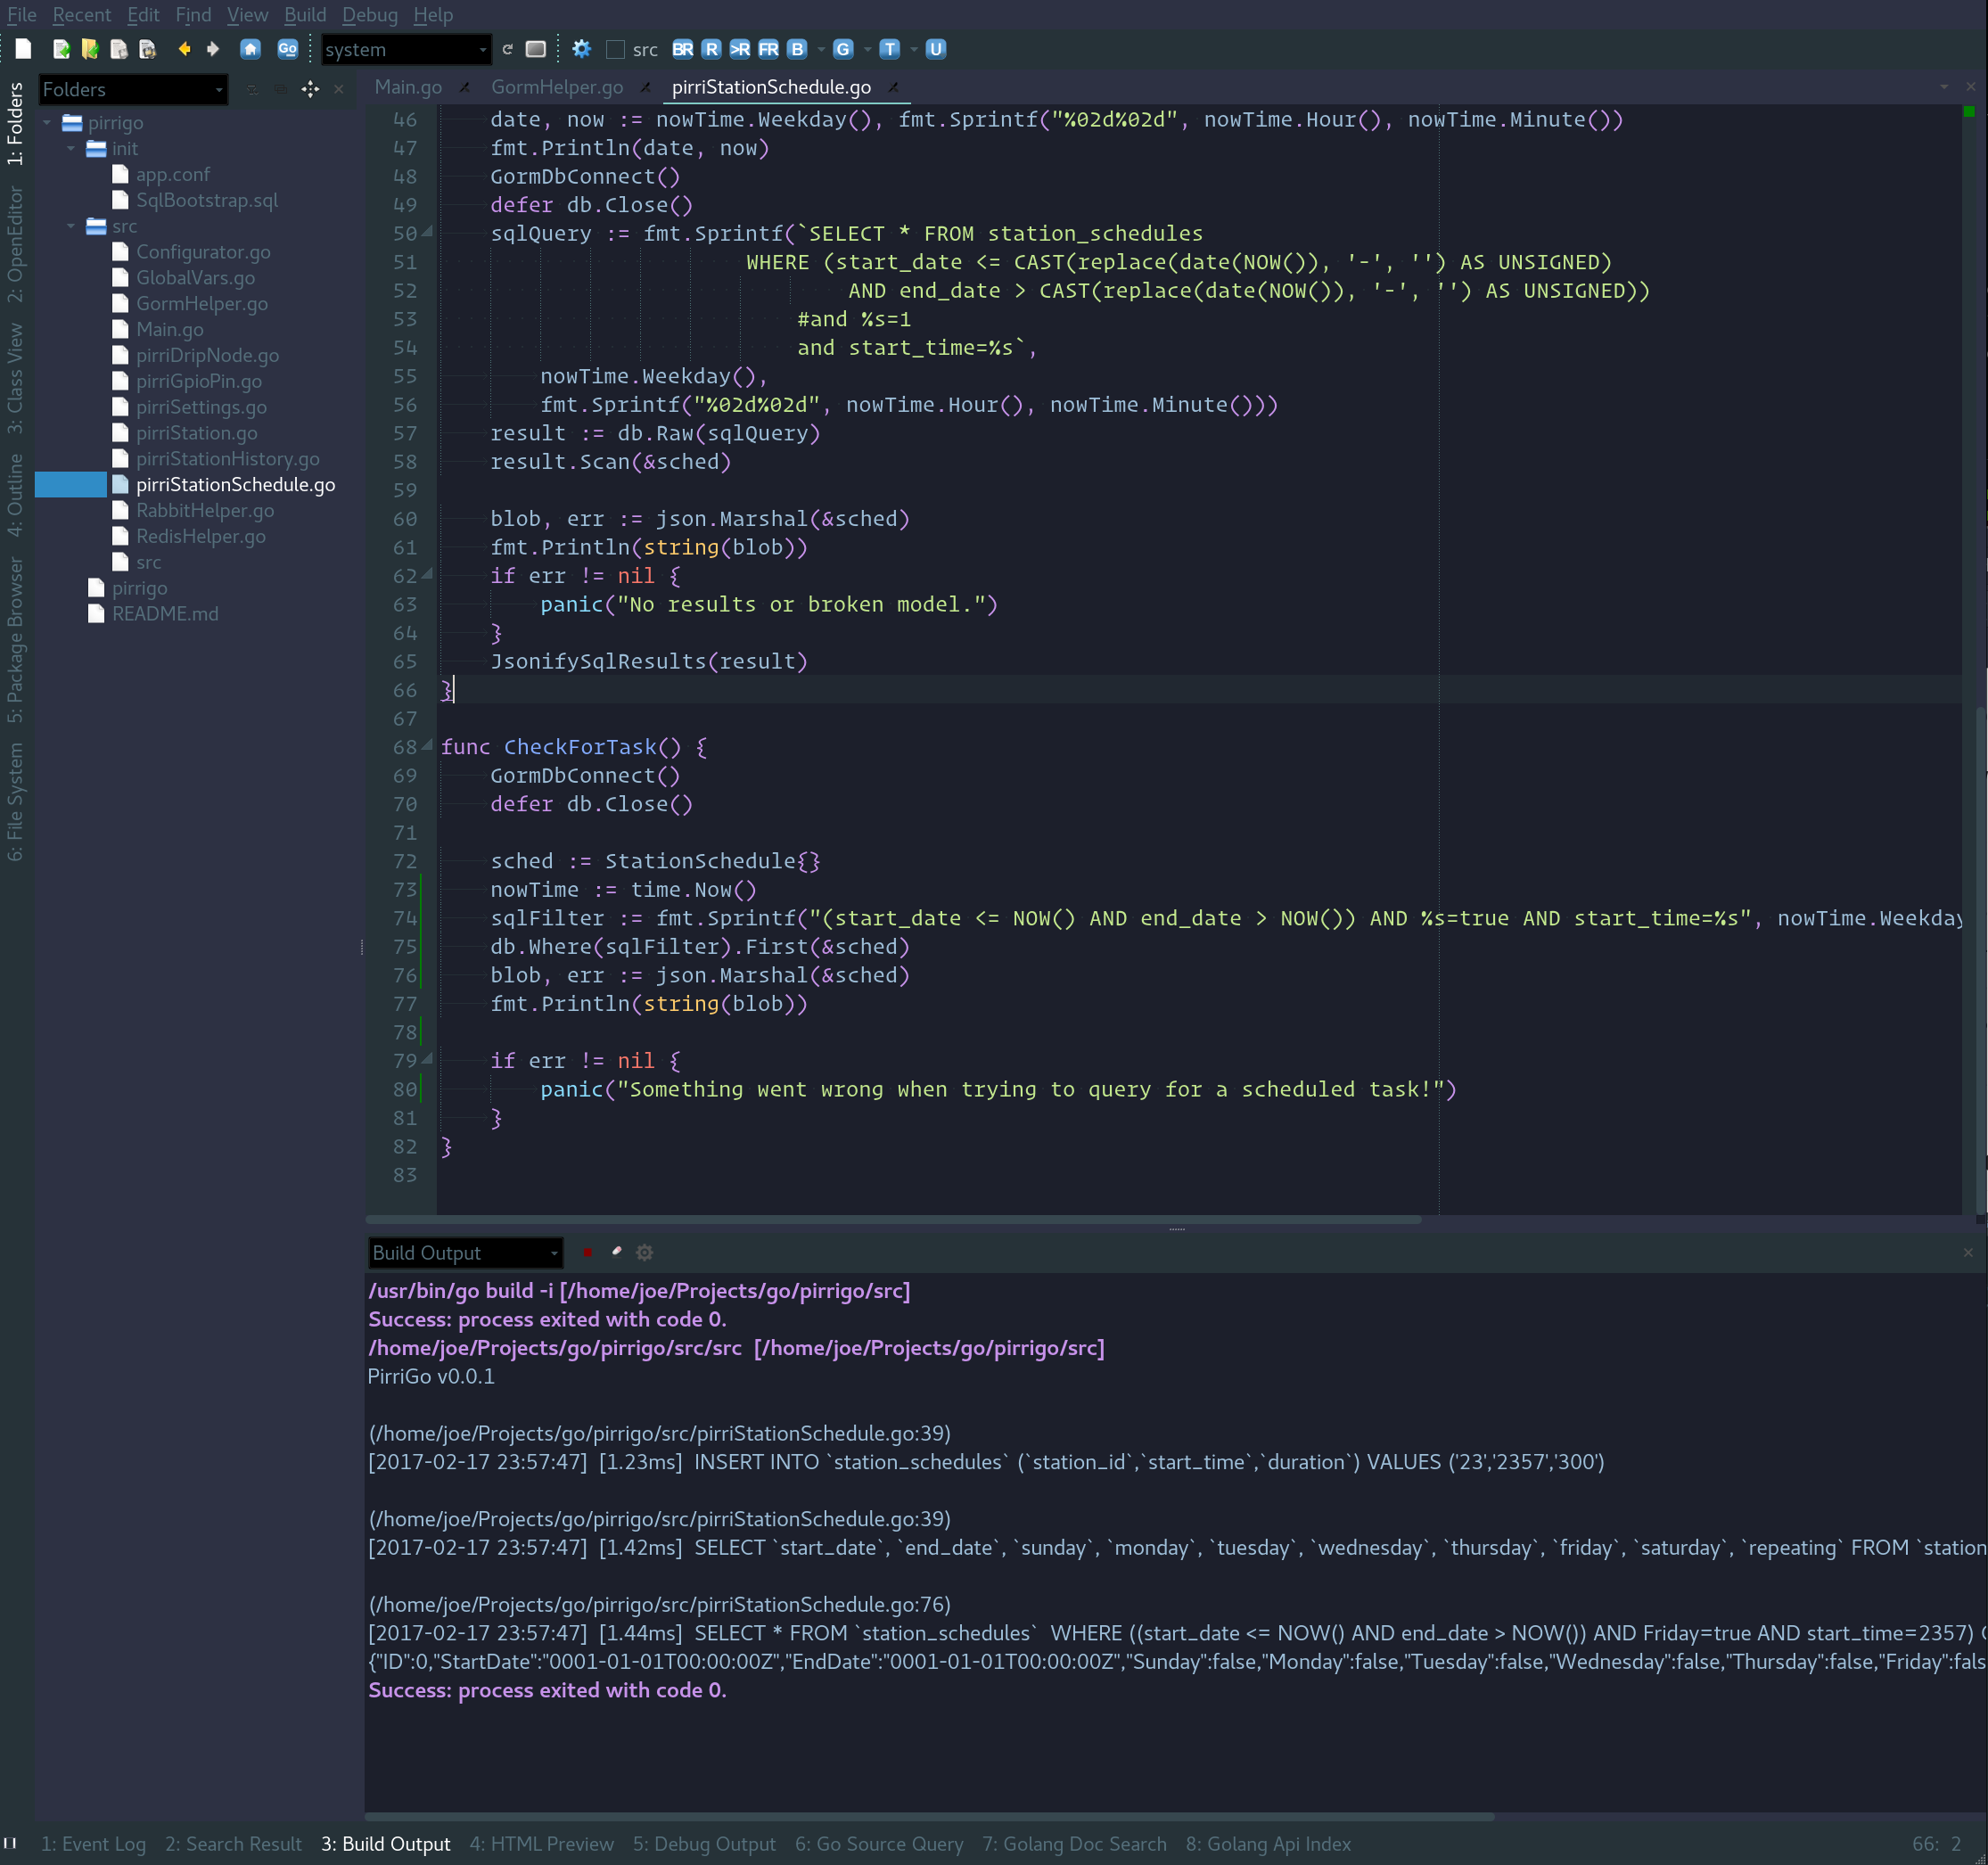 File Recent Edit Find View Build Debug Help
Go system src BR R >R FR B G T U
1: Folders
2: OpenEditor
3: Class View
4: Outline
5: Package Browser
6: File System
Folders
pirrigo
init
app.conf
SqlBootstrap.sql
src
Configurator.go
GlobalVars.go
GormHelper.go
Main.go
pirriDripNode.go
pirriGpioPin.go
pirriSettings.go
pirriStation.go
pirriStationHistory.go
pirriStationSchedule.go
RabbitHelper.go
RedisHelper.go
src
pirrigo
README.md
Main.go GormHelper.go pirriStationSchedule.go
46 date, now := nowTime.Weekday(), fmt.Sprintf("%02d%02d", nowTime.Hour(), nowTime.Minute())
47 fmt.Println(date, now)
48 GormDbConnect()
49 defer db.Close()
50 sqlQuery := fmt.Sprintf(`SELECT * FROM station_schedules
51 WHERE (start_date <= CAST(replace(date(NOW()), '-', '') AS UNSIGNED)
52 AND end_date > CAST(replace(date(NOW()), '-', '') AS UNSIGNED))
53 #and %s=1
54 and start_time=%s`,
55 nowTime.Weekday(),
56 fmt.Sprintf("%02d%02d", nowTime.Hour(), nowTime.Minute()))
57 result := db.Raw(sqlQuery)
58 result.Scan(&sched)
59
60 blob, err := json.Marshal(&sched)
61 fmt.Println(string(blob))
62 if err != nil {
63 panic("No results or broken model.")
64 }
65 JsonifySqlResults(result)
66 }
67
68 func CheckForTask() {
69 GormDbConnect()
70 defer db.Close()
71
72 sched := StationSchedule{}
73 nowTime := time.Now()
74 sqlFilter := fmt.Sprintf("(start_date <= NOW() AND end_date > NOW()) AND %s=true AND start_time=%s", nowTime.Weekday
75 db.Where(sqlFilter).First(&sched)
76 blob, err := json.Marshal(&sched)
77 fmt.Println(string(blob))
78
79 if err != nil {
80 panic("Something went wrong when trying to query for a scheduled task!")
81 }
82 }
83
Build Output
/usr/bin/go build -i [/home/joe/Projects/go/pirrigo/src]
Success: process exited with code 0.
/home/joe/Projects/go/pirrigo/src/src [/home/joe/Projects/go/pirrigo/src]
PirriGo v0.0.1
(/home/joe/Projects/go/pirrigo/src/pirriStationSchedule.go:39)
[2017-02-17 23:57:47] [1.23ms] INSERT INTO `station_schedules` (`station_id`,`start_time`,`duration`) VALUES ('23','2357','300')
(/home/joe/Projects/go/pirrigo/src/pirriStationSchedule.go:39)
[2017-02-17 23:57:47] [1.42ms] SELECT `start_date`, `end_date`, `sunday`, `monday`, `tuesday`, `wednesday`, `thursday`, `friday`, `saturday`, `repeating` FROM `station
(/home/joe/Projects/go/pirrigo/src/pirriStationSchedule.go:76)
[2017-02-17 23:57:47] [1.44ms] SELECT * FROM `station_schedules` WHERE ((start_date <= NOW() AND end_date > NOW()) AND Friday=true AND start_time=2357)
{"ID":0,"StartDate":"0001-01-01T00:00:00Z","EndDate":"0001-01-01T00:00:00Z","Sunday":false,"Monday":false,"Tuesday":false,"Wednesday":false,"Thursday":false,"Friday":fals
Success: process exited with code 0.
1: Event Log 2: Search Result 3: Build Output 4: HTML Preview 5: Debug Output 6: Go Source Query 7: Golang Doc Search 8: Golang Api Index 66: 2